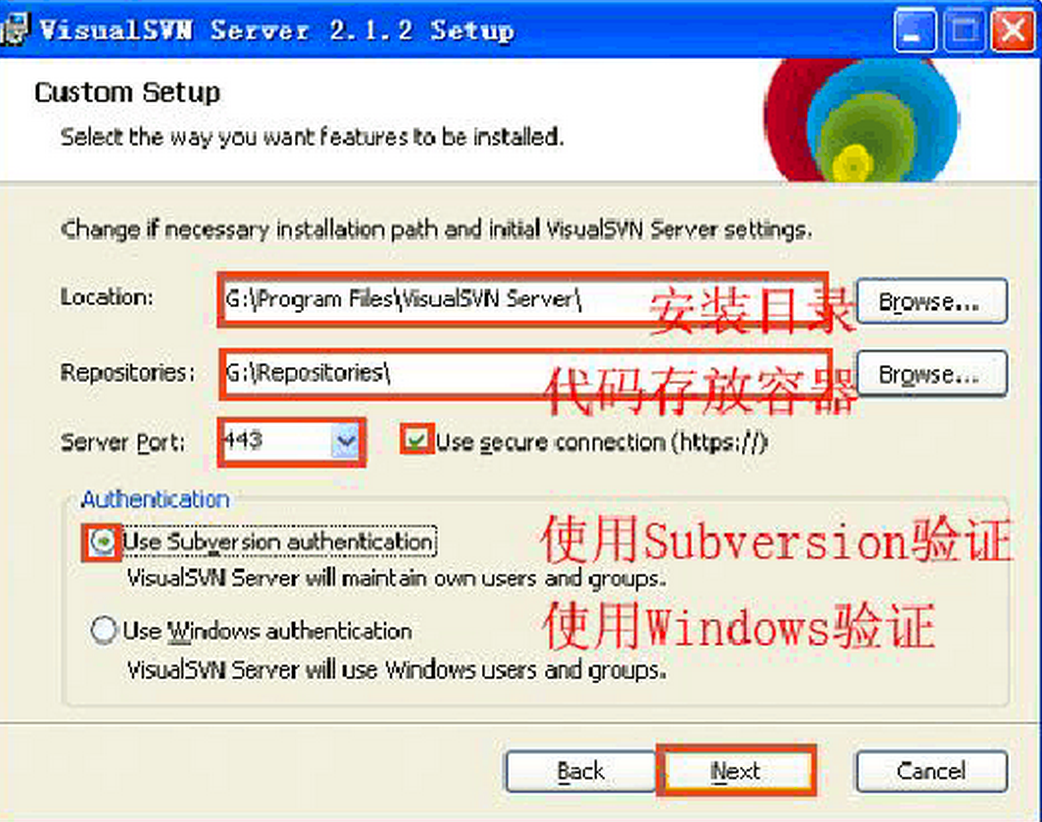 VisualSVN Server 2.1.2 Setup
Custom Setup
Select the way you want features to be installed.
Change if necessary installation path and initial VisualSVN Server settings.
Location: G:\Program Files\VisualSVN Server\ 安装目录 Browse...
Repositories: G:\Repositories\ 代码存放容器 Browse...
Server Port: 443 Use secure connection (https://)
Authentication
Use Subversion authentication 使用Subversion验证
VisualSVN Server will maintain own users and groups.
Use Windows authentication 使用Windows验证
VisualSVN Server will use Windows users and groups.
Back Next Cancel